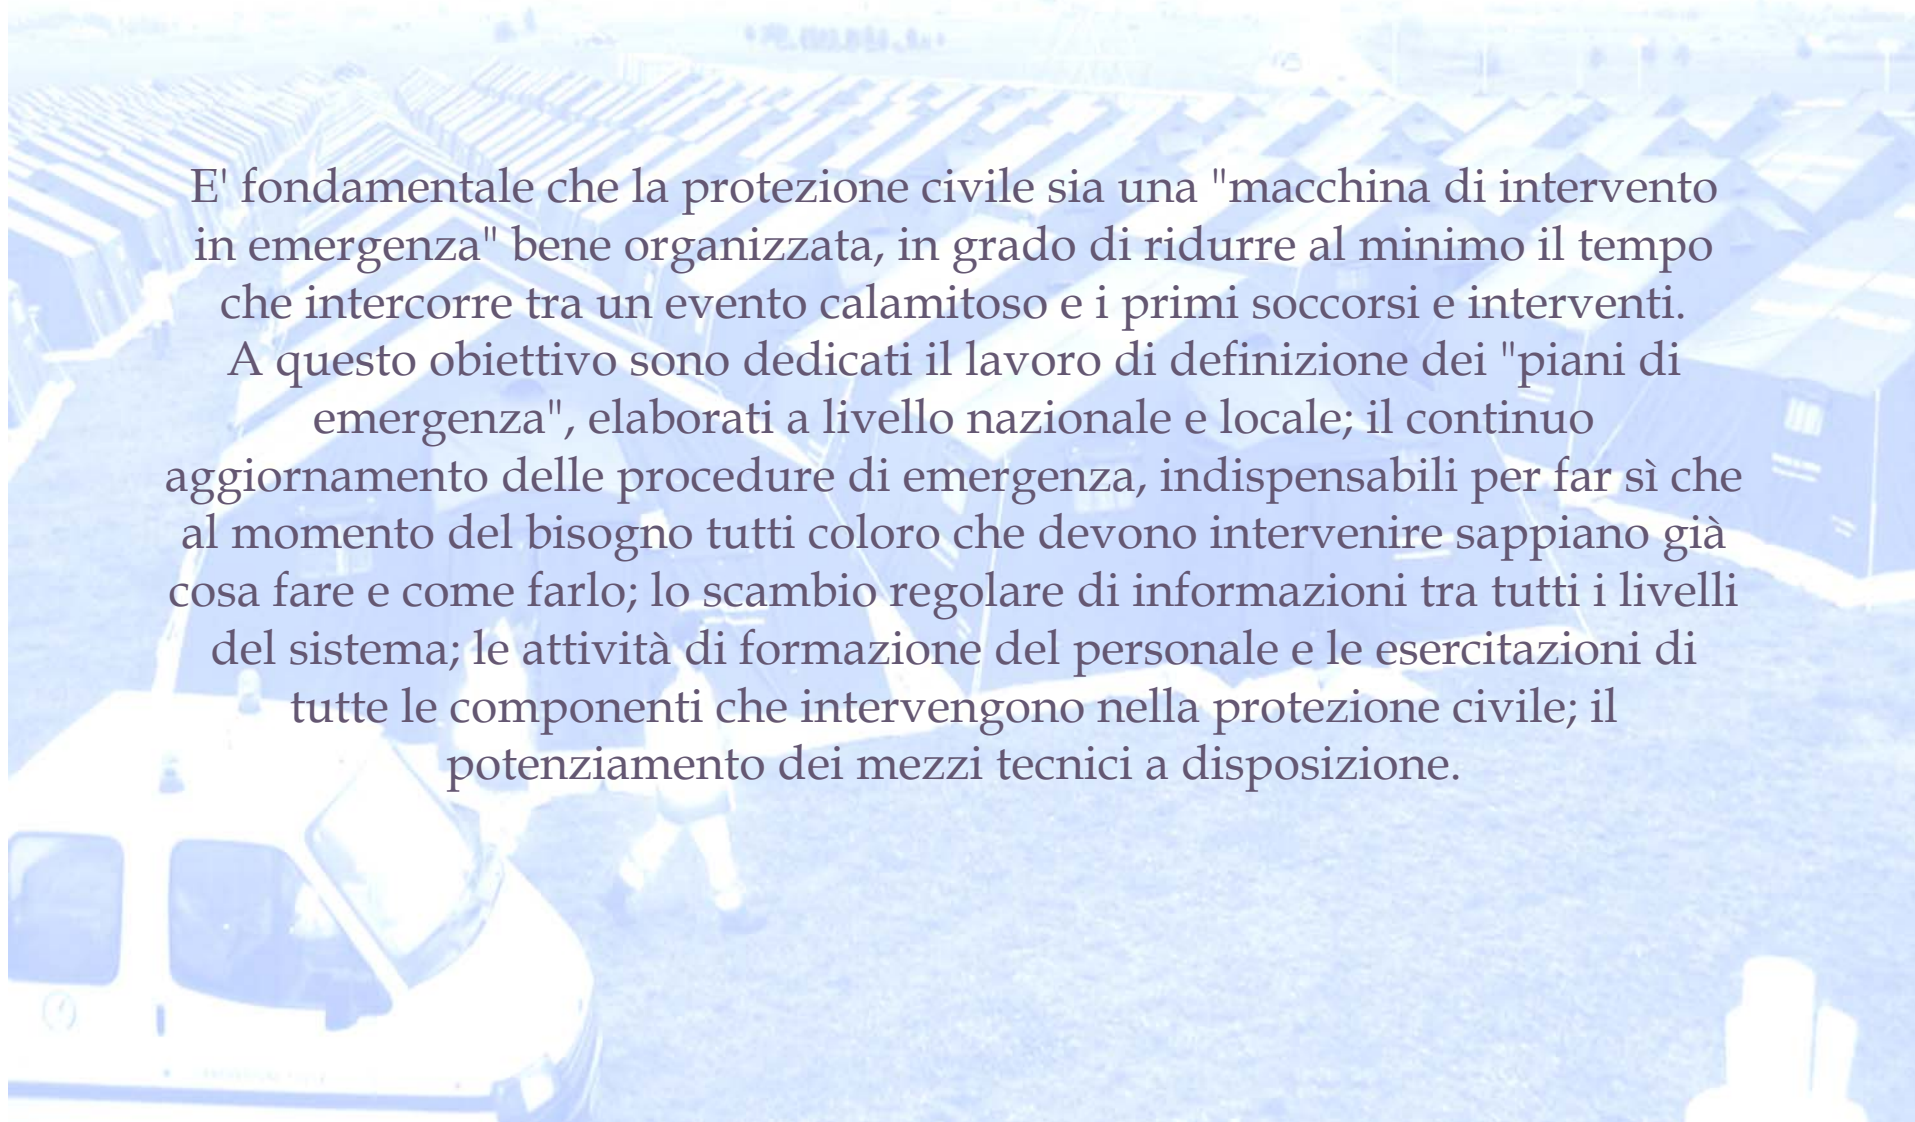 E' fondamentale che la protezione civile sia una "macchina di intervento
in emergenza" bene organizzata, in grado di ridurre al minimo il tempo
che intercorre tra un evento calamitoso e i primi soccorsi e interventi.
A questo obiettivo sono dedicati il lavoro di definizione dei "piani di
emergenza", elaborati a livello nazionale e locale; il continuo
aggiornamento delle procedure di emergenza, indispensabili per far sì che
al momento del bisogno tutti coloro che devono intervenire sappiano già
cosa fare e come farlo; lo scambio regolare di informazioni tra tutti i livelli
del sistema; le attività di formazione del personale e le esercitazioni di
tutte le componenti che intervengono nella protezione civile; il
potenziamento dei mezzi tecnici a disposizione.